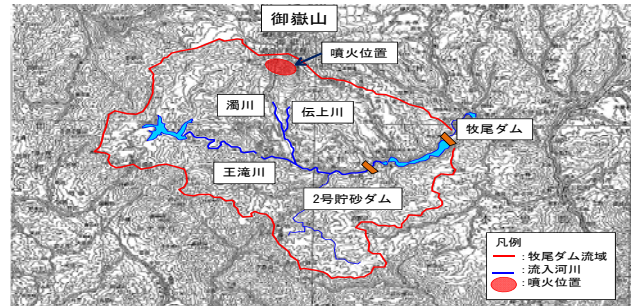 御嶽山
噴火位置
濁川
伝上川
牧尾ダム
王滝川
2号貯砂ダム
凡例
：牧尾ダム流域
：流入河川
：噴火位置